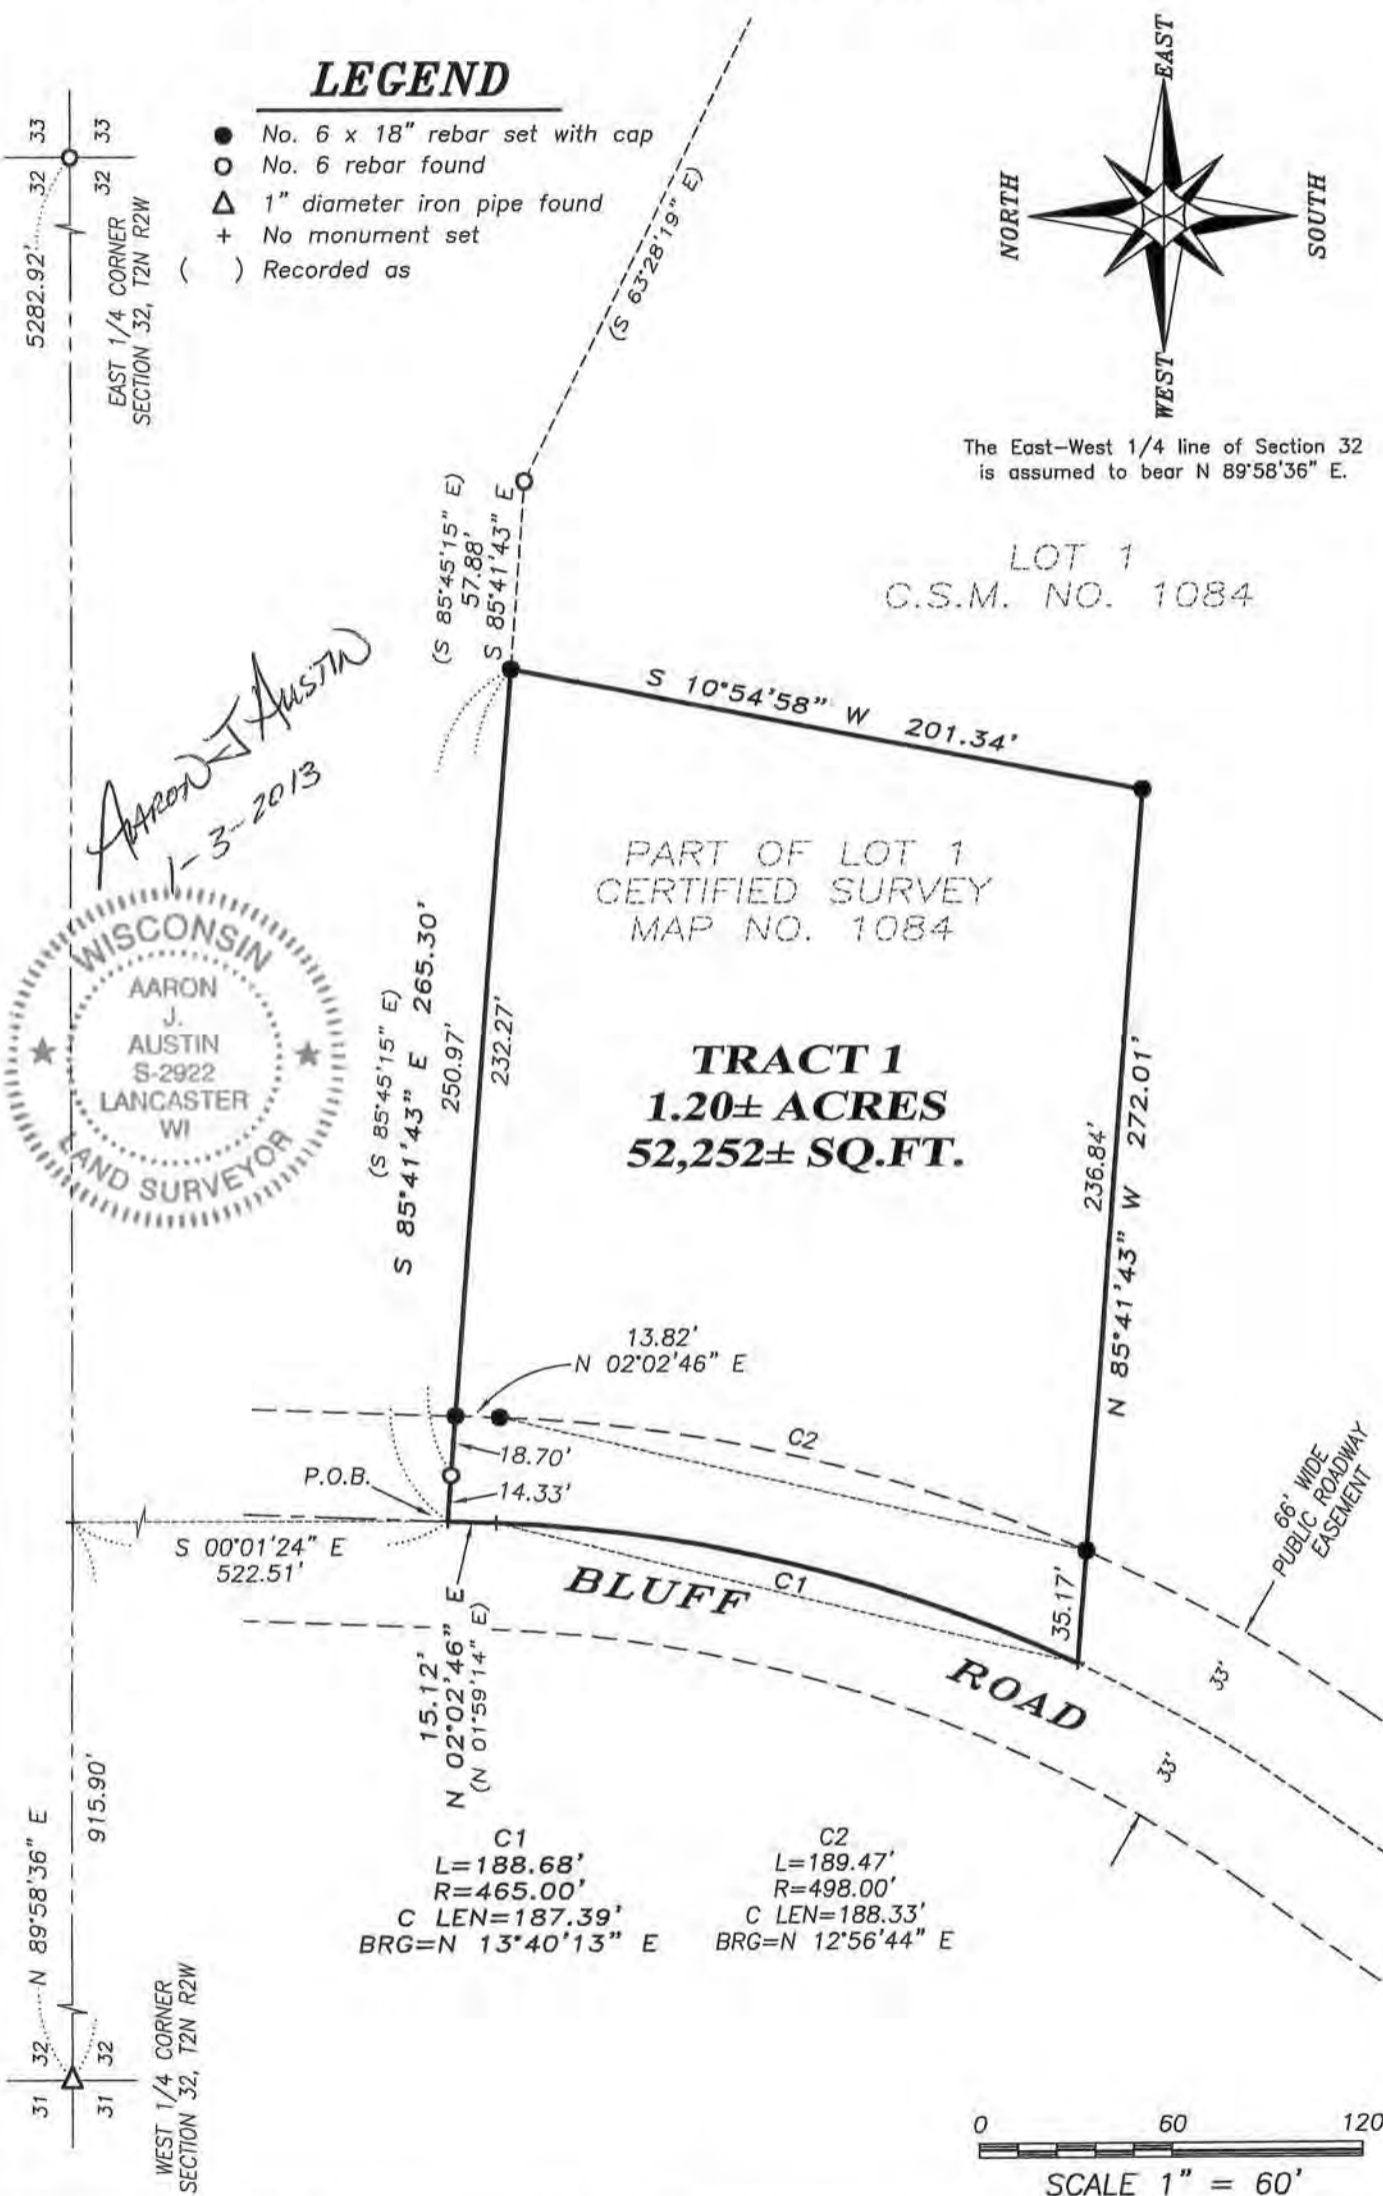 LEGEND
No. 6 x 18" rebar set with cap
No. 6 rebar found
1" diameter iron pipe found
+ No monument set
( ) Recorded as
33
33
32
32
5282.92'
EAST 1/4 CORNER
SECTION 32, T2N R2W
EAST
NORTH
SOUTH
WEST
The East-West 1/4 line of Section 32
is assumed to bear N 89°58'36" E.
(S 63°28'19" E)
(S 85°45'15" E)
57.88'
S 85°41'43" E
LOT 1
C.S.M. NO. 1084
S 10°54'58" W 201.34'
AARON J AUSTIN
1-3-2013
WISCONSIN
AARON
J.
AUSTIN
S-2922
LANCASTER
WI
LAND SURVEYOR
PART OF LOT 1
CERTIFIED SURVEY
MAP NO. 1084
(S 85°45'15" E)
S 85°41'43" E 265.30'
250.97'
232.27'
TRACT 1
1.20± ACRES
52,252± SQ.FT.
236.84'
N 85°41'43" W 272.01'
13.82'
N 02°02'46" E
C2
18.70'
P.O.B.
14.33'
S 00°01'24" E
522.51'
C1
BLUFF
ROAD
35.17'
66' WIDE
PUBLIC ROADWAY
EASEMENT
33'
33'
15.12'
N 02°02'46" E
(N 01°59'14" E)
915.90'
N 89°58'36" E
C1
L=188.68'
R=465.00'
C LEN=187.39'
BRG=N 13°40'13" E
C2
L=189.47'
R=498.00'
C LEN=188.33'
BRG=N 12°56'44" E
32
32
31
31
WEST 1/4 CORNER
SECTION 32, T2N R2W
0 60 120
SCALE 1" = 60'